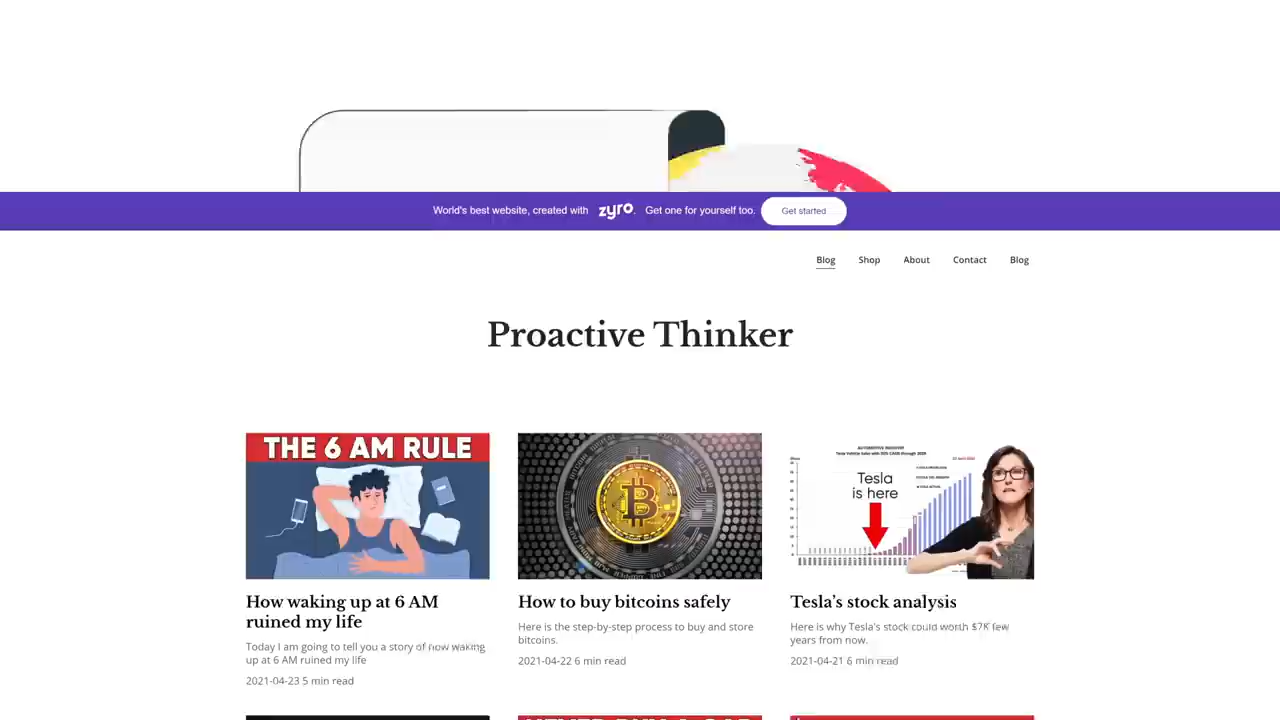 World's best website, created with zyro. Get one for yourself too. Get started
Blog Shop About Contact Blog
Proactive Thinker
THE 6 AM RULE
Tesla
is here
How waking up at 6 AM
ruined my life
Today I am going to tell you a story of how waking
up at 6 AM ruined my life
2021-04-23 5 min read
How to buy bitcoins safely
Here is the step-by-step process to buy and store
bitcoins.
2021-04-22 6 min read
Tesla's stock analysis
Here is why Tesla's stock could worth $7K few
years from now.
2021-04-21 6 min read